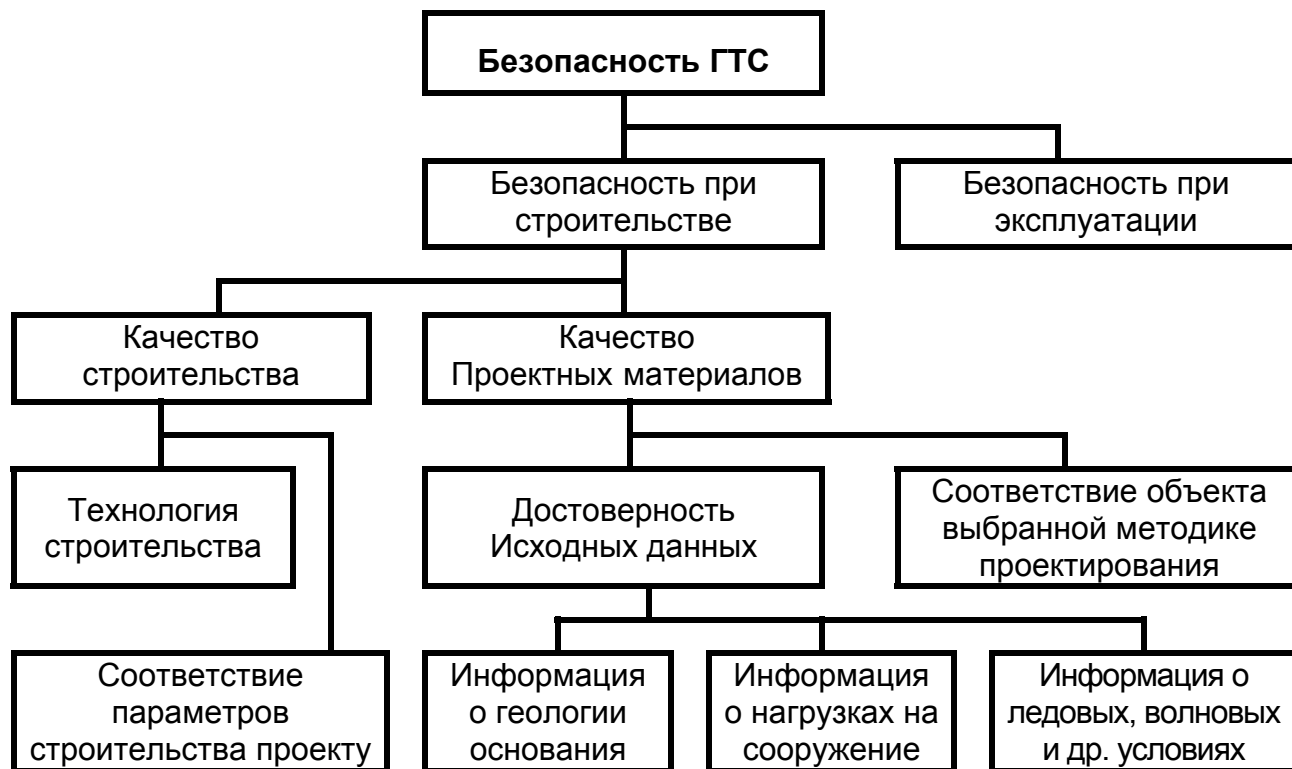 Безопасность ГТС
Безопасность при
строительстве
Безопасность при
эксплуатации
Качество
строительства
Качество
Проектных материалов
Технология
строительства
Достоверность
Исходных данных
Соответствие объекта
выбранной методике
проектирования
Соответствие
параметров
строительства проекту
Информация
о геологии
основания
Информация
о нагрузках на
сооружение
Информация о
ледовых, волновых
и др. условиях